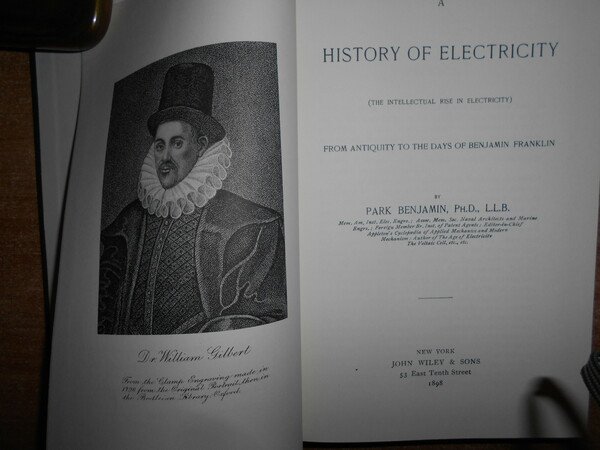 Dr. William Gilbert
From the Clamp Engraving made in
1796 from the Original Portrait, then in
the Bodleian Library, Oxford.
A
HISTORY OF ELECTRICITY
(THE INTELLECTUAL RISE IN ELECTRICITY)
FROM ANTIQUITY TO THE DAYS OF BENJAMIN FRANKLIN
BY
PARK BENJAMIN, PH.D., L.L.B.
Mem. Am. Inst. Elec. Engrs.; Asso. Mem. Soc. Naval Architects and Marine
Engrs.; Foreign Member Br. Inst. of Patent Agents; Editor-in-Chief
Appleton's Cyclopædia of Applied Mechanics and Modern
Mechanism: Author of The Age of Electricity
The Voltaic Cell, etc., etc.
NEW YORK
JOHN WILEY & SONS
53 East Tenth Street
1898